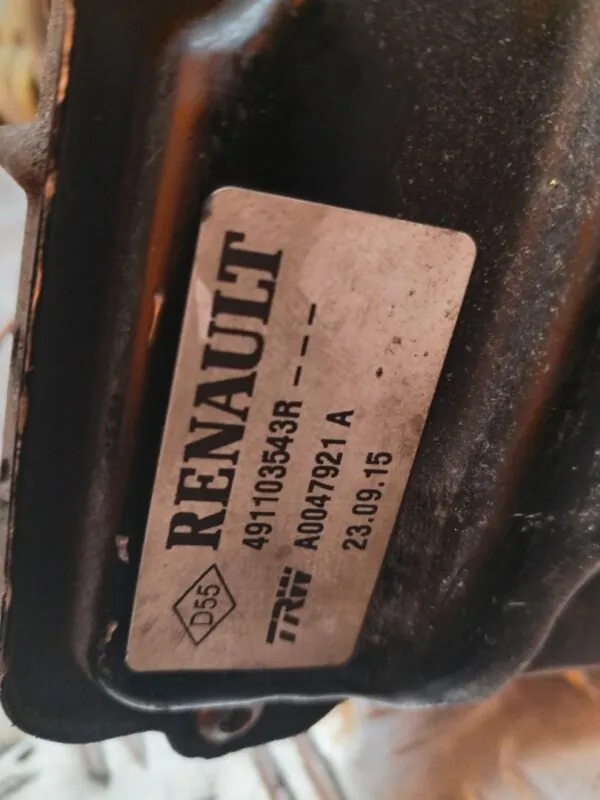 RENAULT
491103543R ---
A0047921 A
23.09.15
D55
TRW